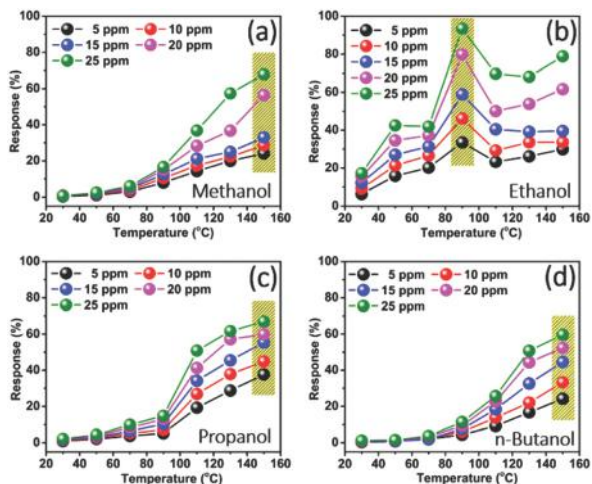 (a)
5 ppm 10 ppm
15 ppm 20 ppm
25 ppm
Methanol
Response (%)
100
80
60
40
20
0
20 40 60 80 100 120 140 160
Temperature (°C)
(b)
5 ppm
10 ppm
15 ppm
20 ppm
25 ppm
Ethanol
Response (%)
100
80
60
40
20
0
20 40 60 80 100 120 140 160
Temperature (°C)
(c)
5 ppm 10 ppm
15 ppm 20 ppm
25 ppm
Propanol
Response (%)
100
80
60
40
20
0
20 40 60 80 100 120 140 160
Temperature (°C)
(d)
5 ppm 10 ppm
15 ppm 20 ppm
25 ppm
n-Butanol
Response (%)
100
80
60
40
20
0
20 40 60 80 100 120 140 160
Temperature (°C)